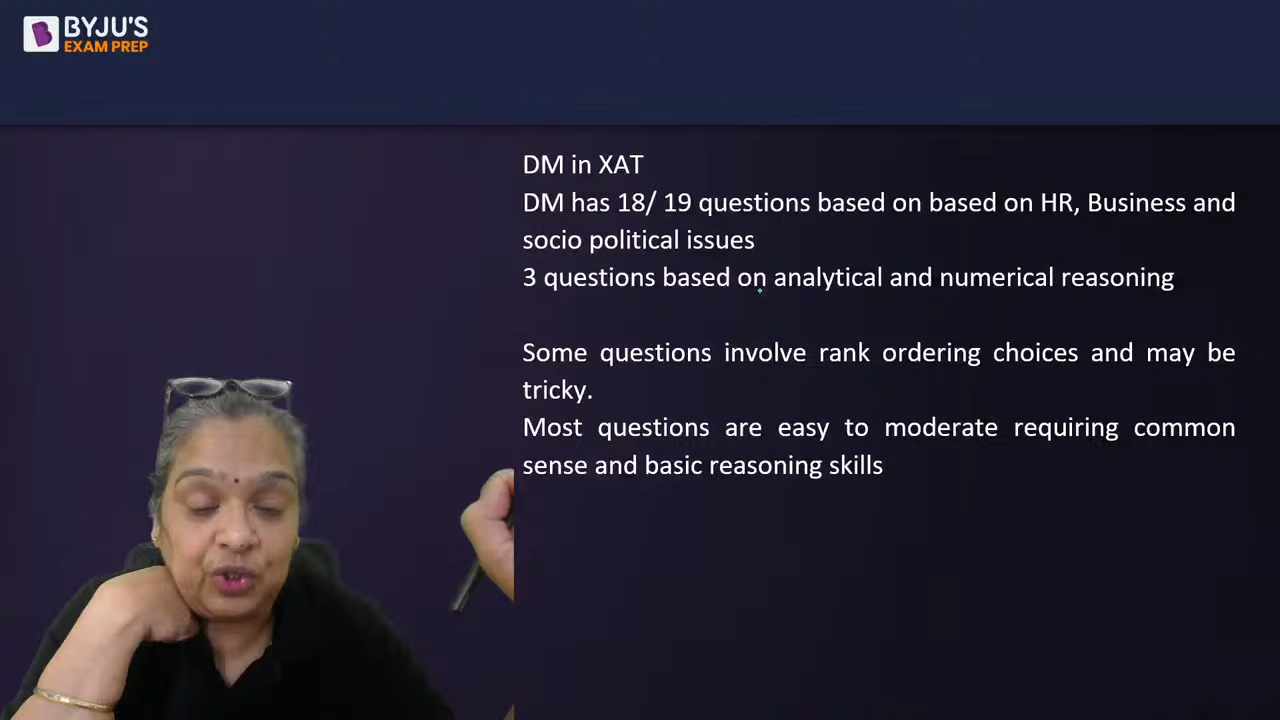 BYJU'S
EXAM PREP
DM in XAT
DM has 18/ 19 questions based on based on HR, Business and
socio political issues
3 questions based on analytical and numerical reasoning
Some questions involve rank ordering choices and may be
tricky.
Most questions are easy to moderate requiring common
sense and basic reasoning skills